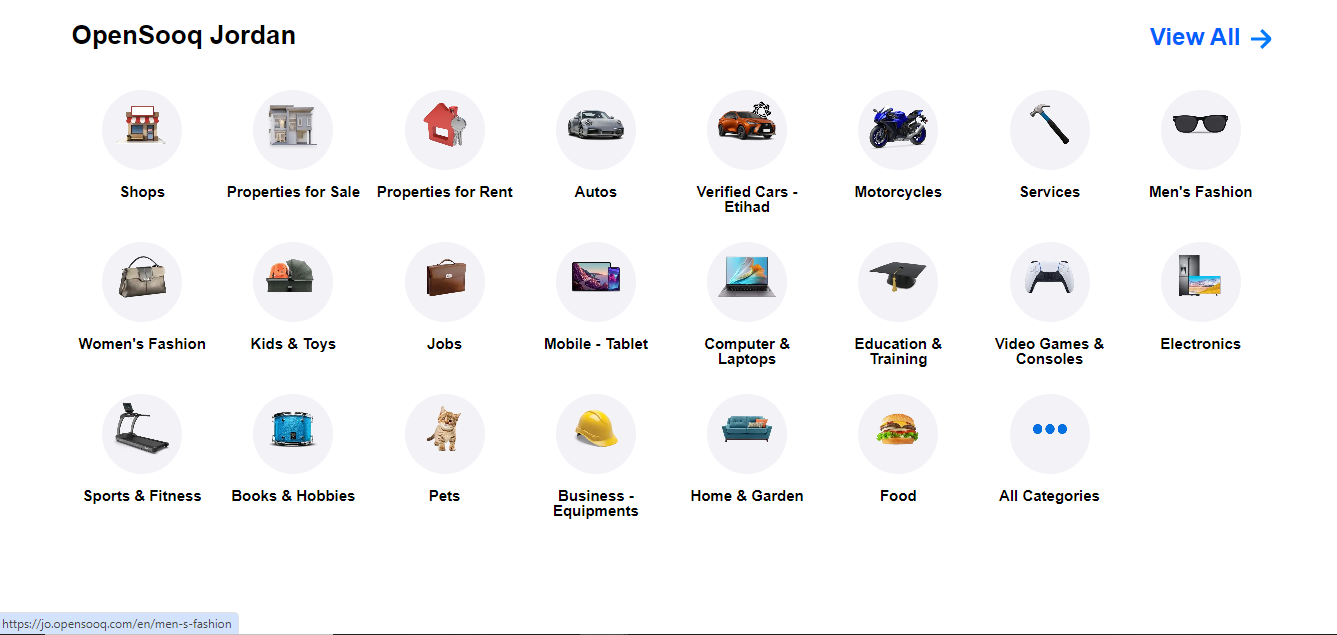 OpenSooq Jordan
View All
Shops
Properties for Sale
Properties for Rent
Autos
Verified Cars -
Etihad
Motorcycles
Services
Men's Fashion
Women's Fashion
Kids & Toys
Jobs
Mobile - Tablet
Computer &
Laptops
Education &
Training
Video Games &
Consoles
Electronics
Sports & Fitness
Books & Hobbies
Pets
Business -
Equipments
Home & Garden
Food
All Categories
https://jo.opensooq.com/en/men-s-fashion